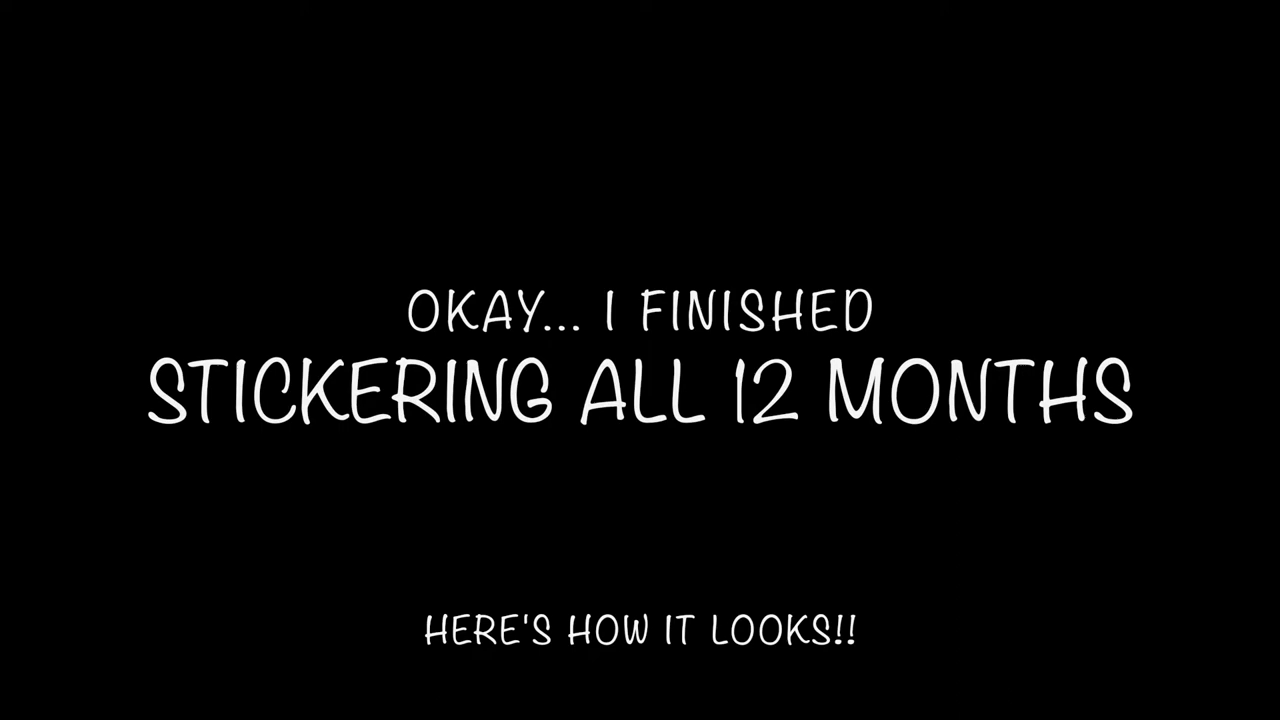 OKAY... I FINISHED
STICKERING ALL 12 MONTHS
HERE'S HOW IT LOOKS!!